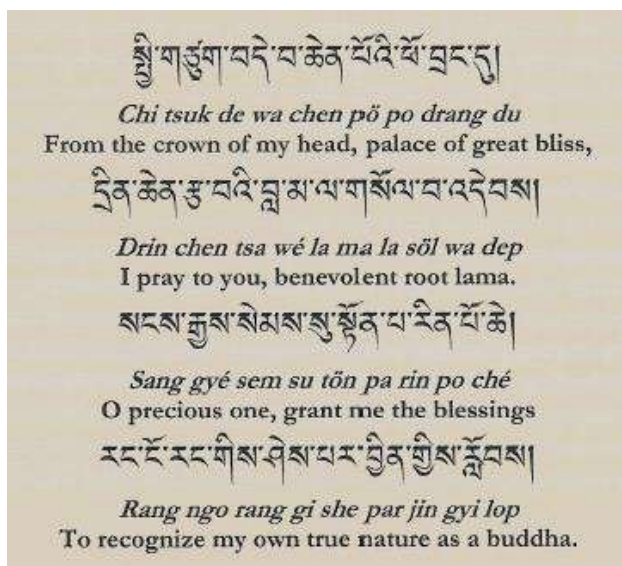 སྤྱི་གཙུག་བདེ་བ་ཆེན་པོའི་ཕོ་བྲང་དུ།
Chi tsuk de wa chen pö po drang du
From the crown of my head, palace of great bliss,
དྲིན་ཆེན་རྩ་བའི་བླ་མ་ལ་གསོལ་བ་འདེབས།
Drin chen tsa wé la ma la söl wa dep
I pray to you, benevolent root lama.
སངས་རྒྱས་སེམས་སུ་སྟོན་པ་རིན་པོ་ཆེ།
Sang gyé sem su tön pa rin po ché
O precious one, grant me the blessings
རང་ངོ་རང་གིས་ཤེས་པར་བྱིན་གྱིས་རློབས།
Rang ngo rang gi she par jin gyi lop
To recognize my own true nature as a buddha.